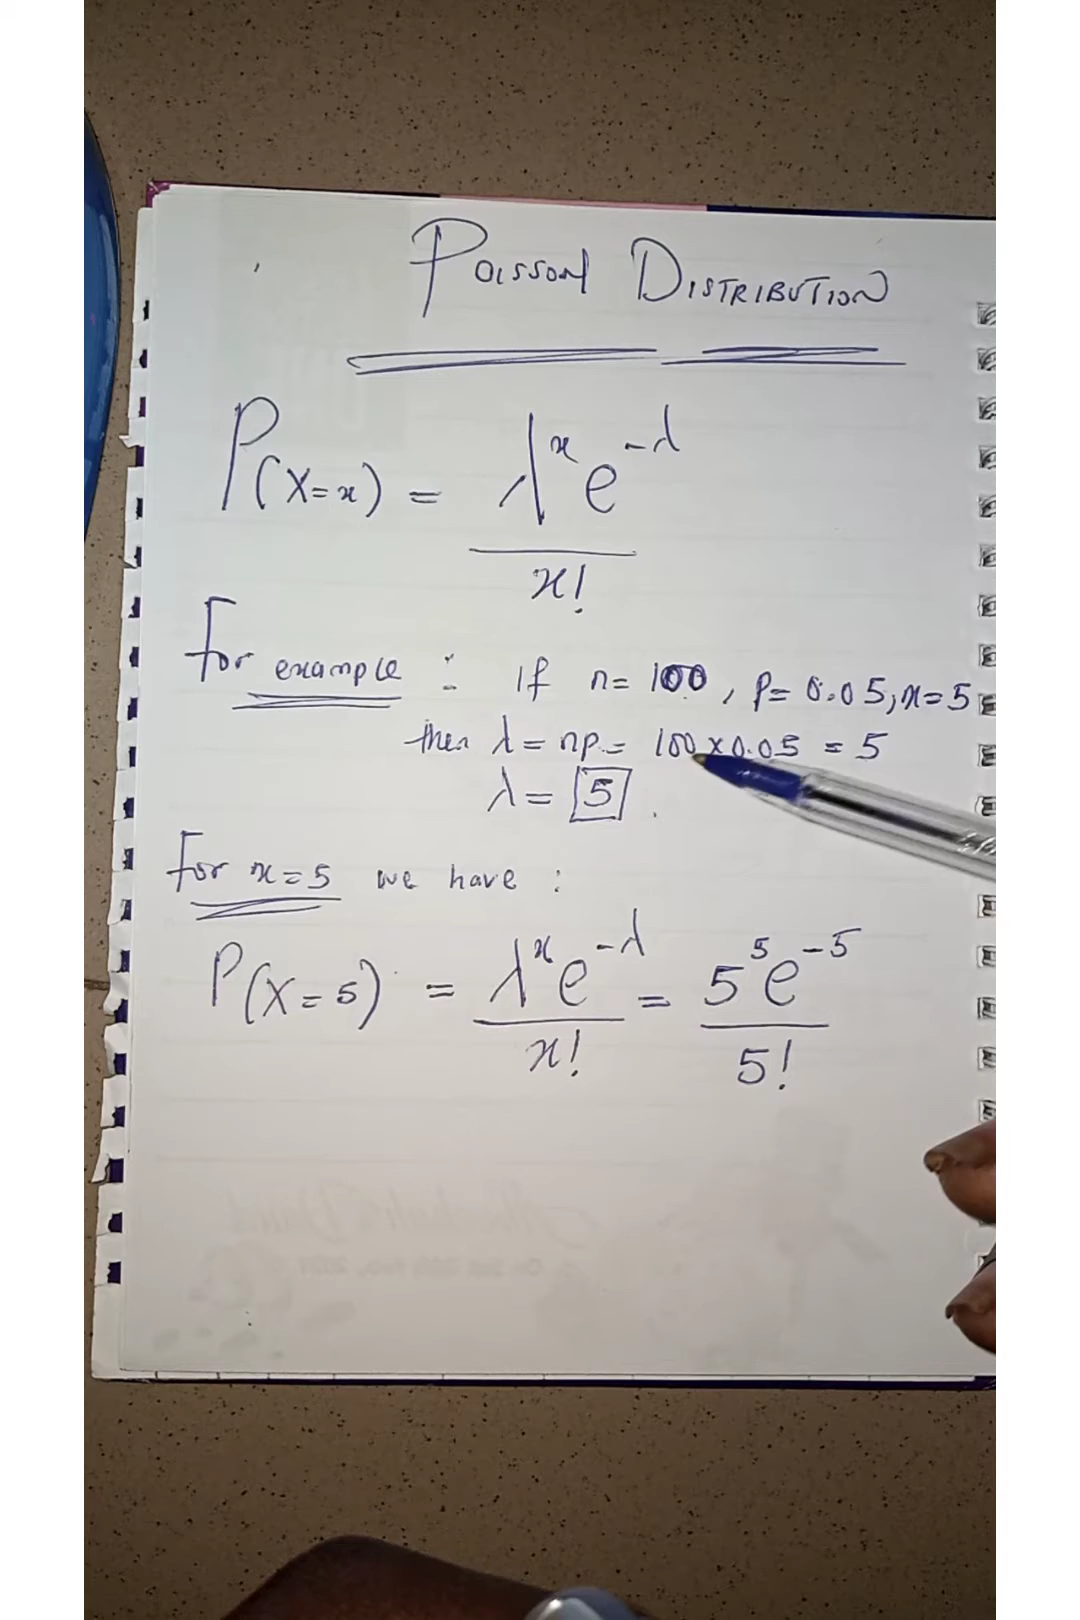 POISSON DISTRIBUTION
P(X=x) = λ^x e^-λ
x!
For example : If n= 100, p= 0.05, x=5
then λ = np = 100 x 0.05 = 5
λ = 5 .
For x=5 we have :
P(X=5) = λ^x e^-λ = 5^5 e^-5
x! 5!